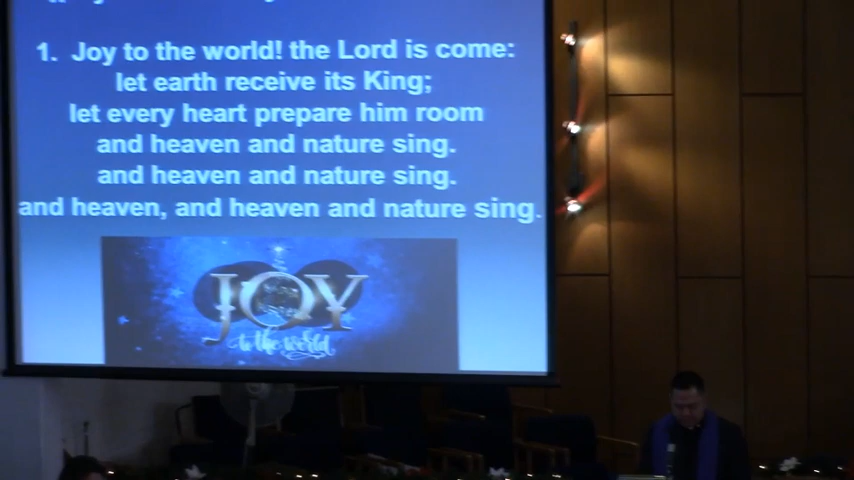 1. Joy to the world! the Lord is come:
let earth receive its King;
let every heart prepare him room
and heaven and nature sing.
and heaven and nature sing.
and heaven, and heaven and nature sing.
JOY
to the world